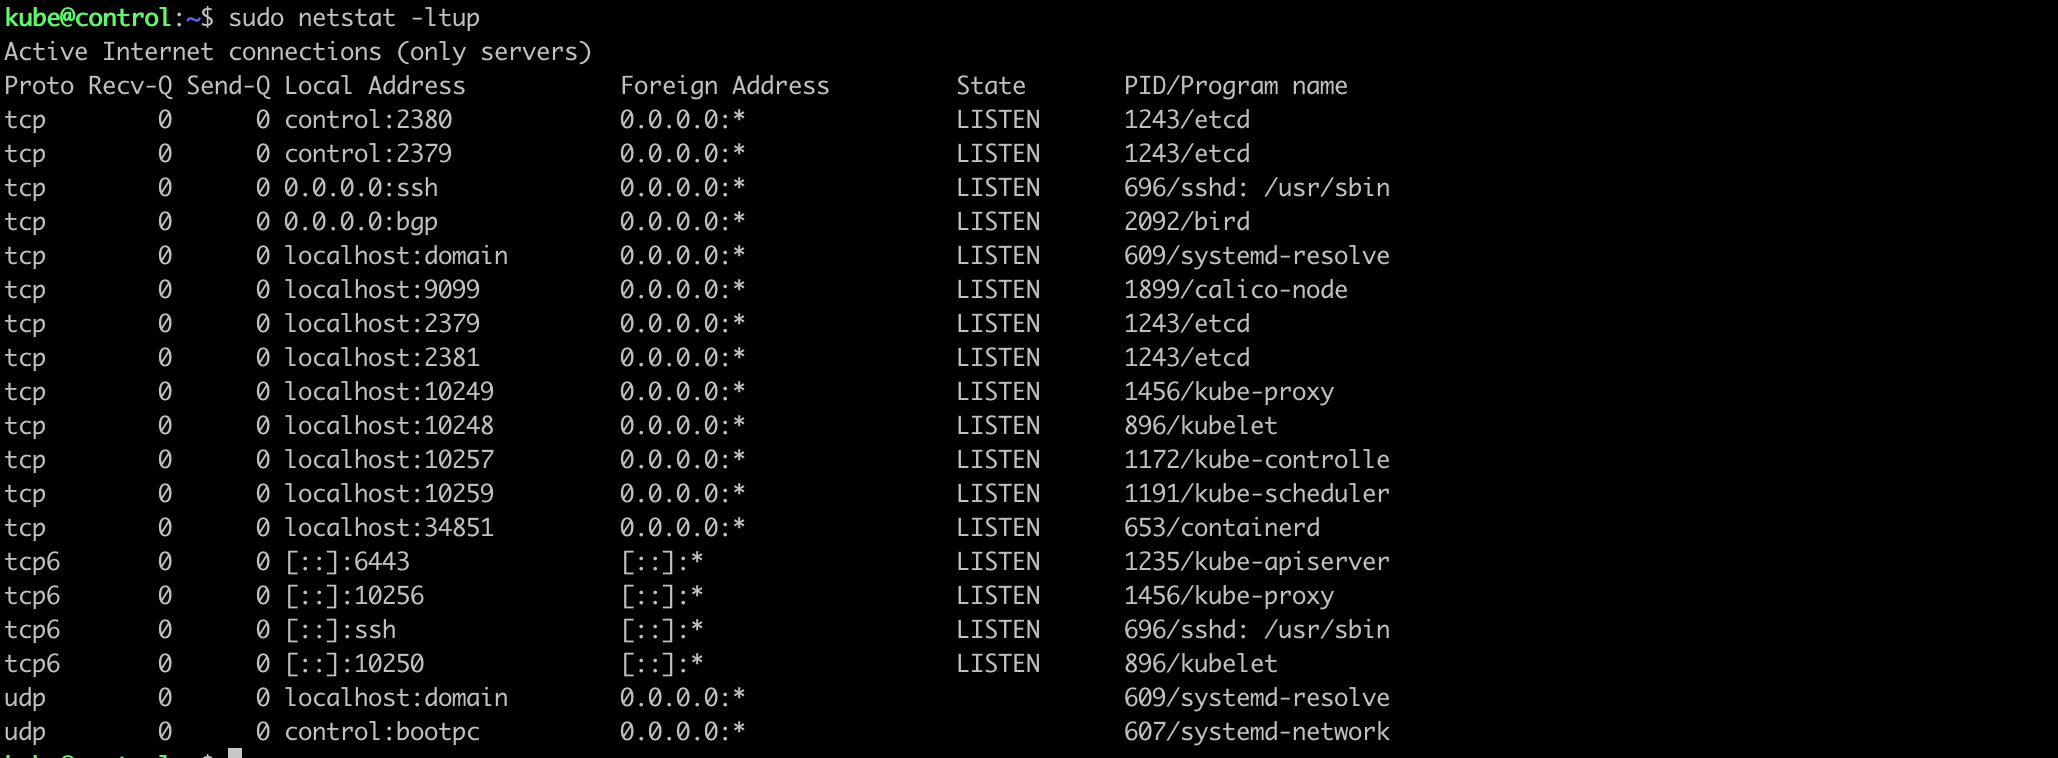 kube@control:~$ sudo netstat -ltup
Active Internet connections (only servers)
Proto Recv-Q Send-Q Local Address           Foreign Address         State       PID/Program name
tcp        0      0 control:2380            0.0.0.0:*               LISTEN      1243/etcd
tcp        0      0 control:2379            0.0.0.0:*               LISTEN      1243/etcd
tcp        0      0 0.0.0.0:ssh             0.0.0.0:*               LISTEN      696/sshd: /usr/sbin
tcp        0      0 0.0.0.0:bgp             0.0.0.0:*               LISTEN      2092/bird
tcp        0      0 localhost:domain        0.0.0.0:*               LISTEN      609/systemd-resolve
tcp        0      0 localhost:9099          0.0.0.0:*               LISTEN      1899/calico-node
tcp        0      0 localhost:2379          0.0.0.0:*               LISTEN      1243/etcd
tcp        0      0 localhost:2381          0.0.0.0:*               LISTEN      1243/etcd
tcp        0      0 localhost:10249         0.0.0.0:*               LISTEN      1456/kube-proxy
tcp        0      0 localhost:10248         0.0.0.0:*               LISTEN      896/kubelet
tcp        0      0 localhost:10257         0.0.0.0:*               LISTEN      1172/kube-controlle
tcp        0      0 localhost:10259         0.0.0.0:*               LISTEN      1191/kube-scheduler
tcp        0      0 localhost:34851         0.0.0.0:*               LISTEN      653/containerd
tcp6       0      0 [::]:6443               [::]:*                  LISTEN      1235/kube-apiserver
tcp6       0      0 [::]:10256              [::]:*                  LISTEN      1456/kube-proxy
tcp6       0      0 [::]:ssh                [::]:*                  LISTEN      696/sshd: /usr/sbin
tcp6       0      0 [::]:10250              [::]:*                  LISTEN      896/kubelet
udp        0      0 localhost:domain        0.0.0.0:*                           609/systemd-resolve
udp        0      0 control:bootpc          0.0.0.0:*                           607/systemd-network